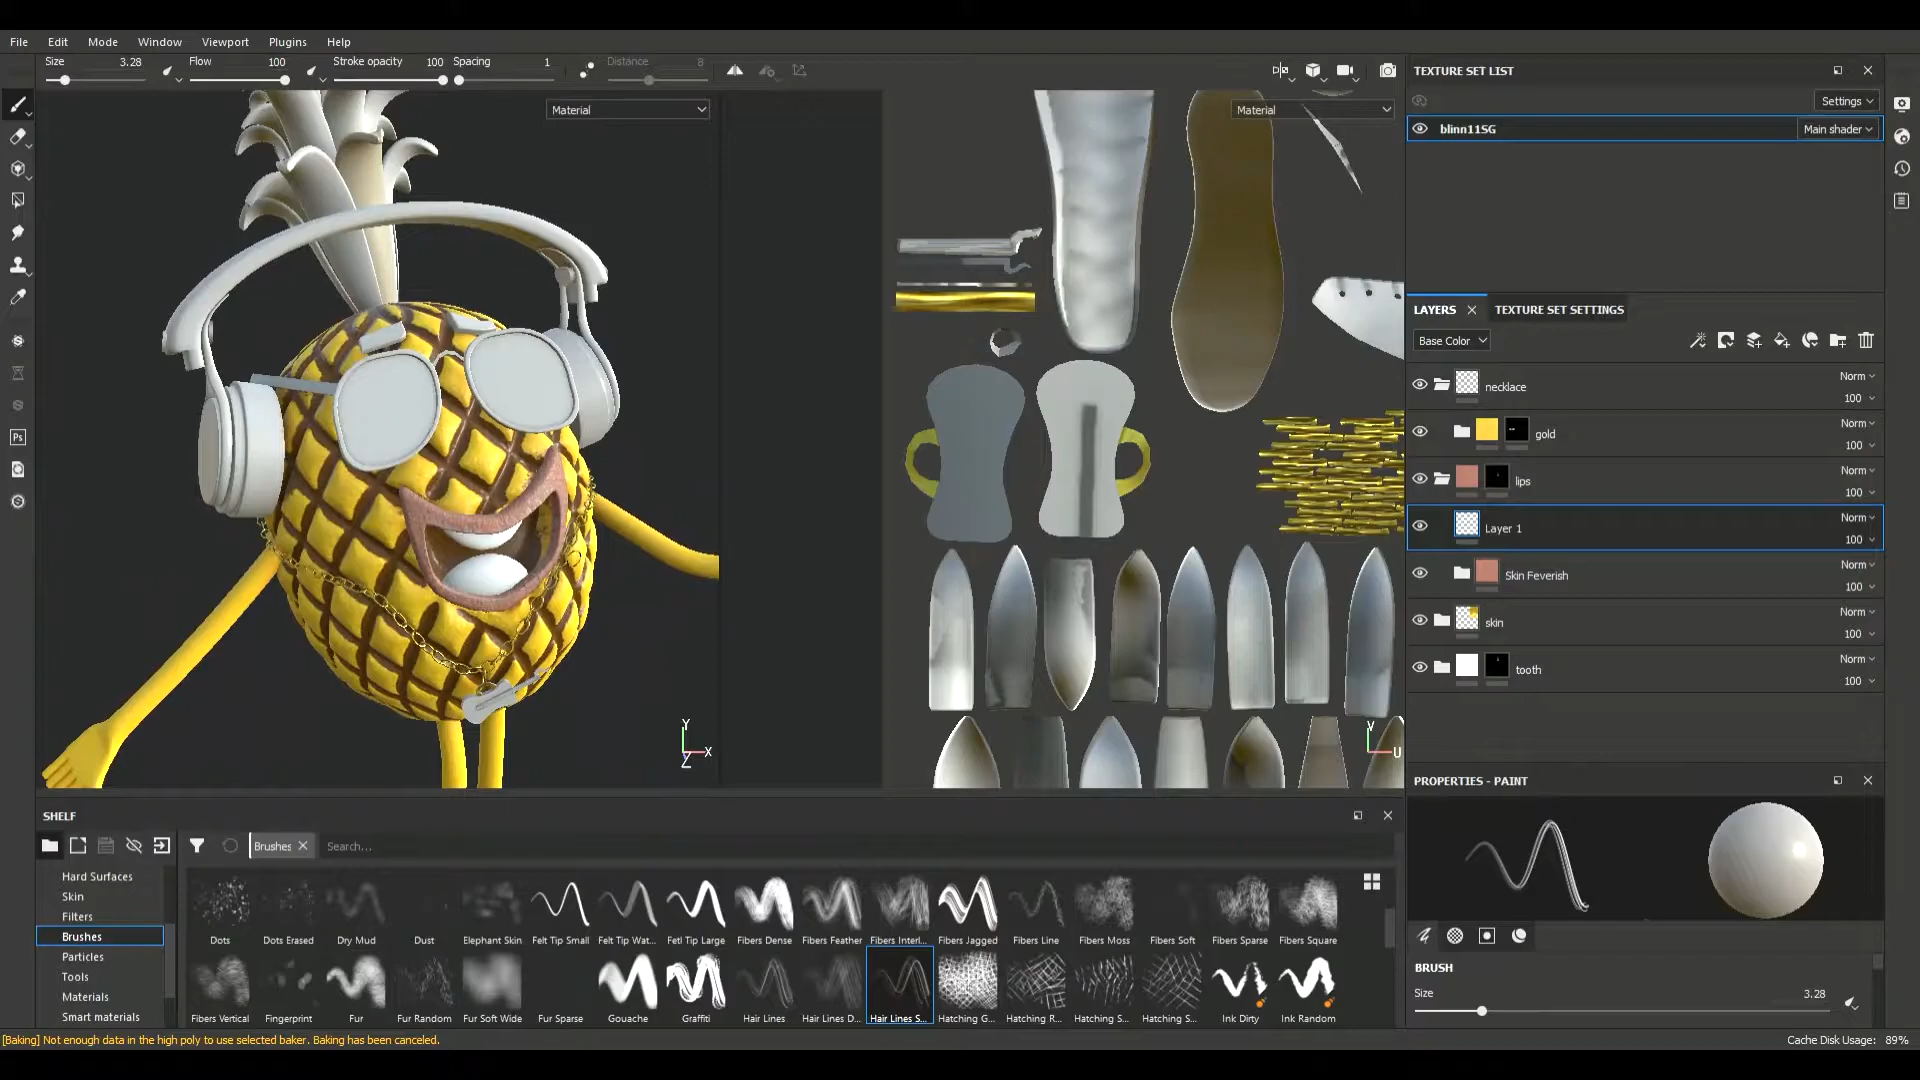 File Edit Mode Window Viewport Plugins Help
Size 3.28 Flow 100 Stroke opacity 100 Spacing 1 Distance 8
Material
Material
Y
X
Z
V
U
TEXTURE SET LIST
Settings
blinn11SG Main shader
LAYERS TEXTURE SET SETTINGS
Base Color
necklace Norm 100
gold Norm 100
lips Norm 100
Layer 1 Norm 100
Skin Feverish Norm 100
skin Norm 100
tooth Norm 100
PROPERTIES - PAINT
BRUSH
Size 3.28
Ps
SHELF
Brushes Search...
Hard Surfaces
Skin
Filters
Brushes
Particles
Tools
Materials
Smart materials
Dots Dots Erased Dry Mud Dust Elephant Skin Felt Tip Small Felt Tip Wat... Fetl Tip Large Fibers Dense Fibers Feather Fibers Interl... Fibers Jagged Fibers Line Fibers Moss Fibers Soft Fibers Sparse Fibers Square
Fibers Vertical Fingerprint Fur Fur Random Fur Soft Wide Fur Sparse Gouache Graffiti Hair Lines Hair Lines D... Hair Lines S... Hatching G... Hatching R... Hatching S... Hatching S... Ink Dirty Ink Random
[Baking] Not enough data in the high poly to use selected baker. Baking has been canceled.
Cache Disk Usage: 89%